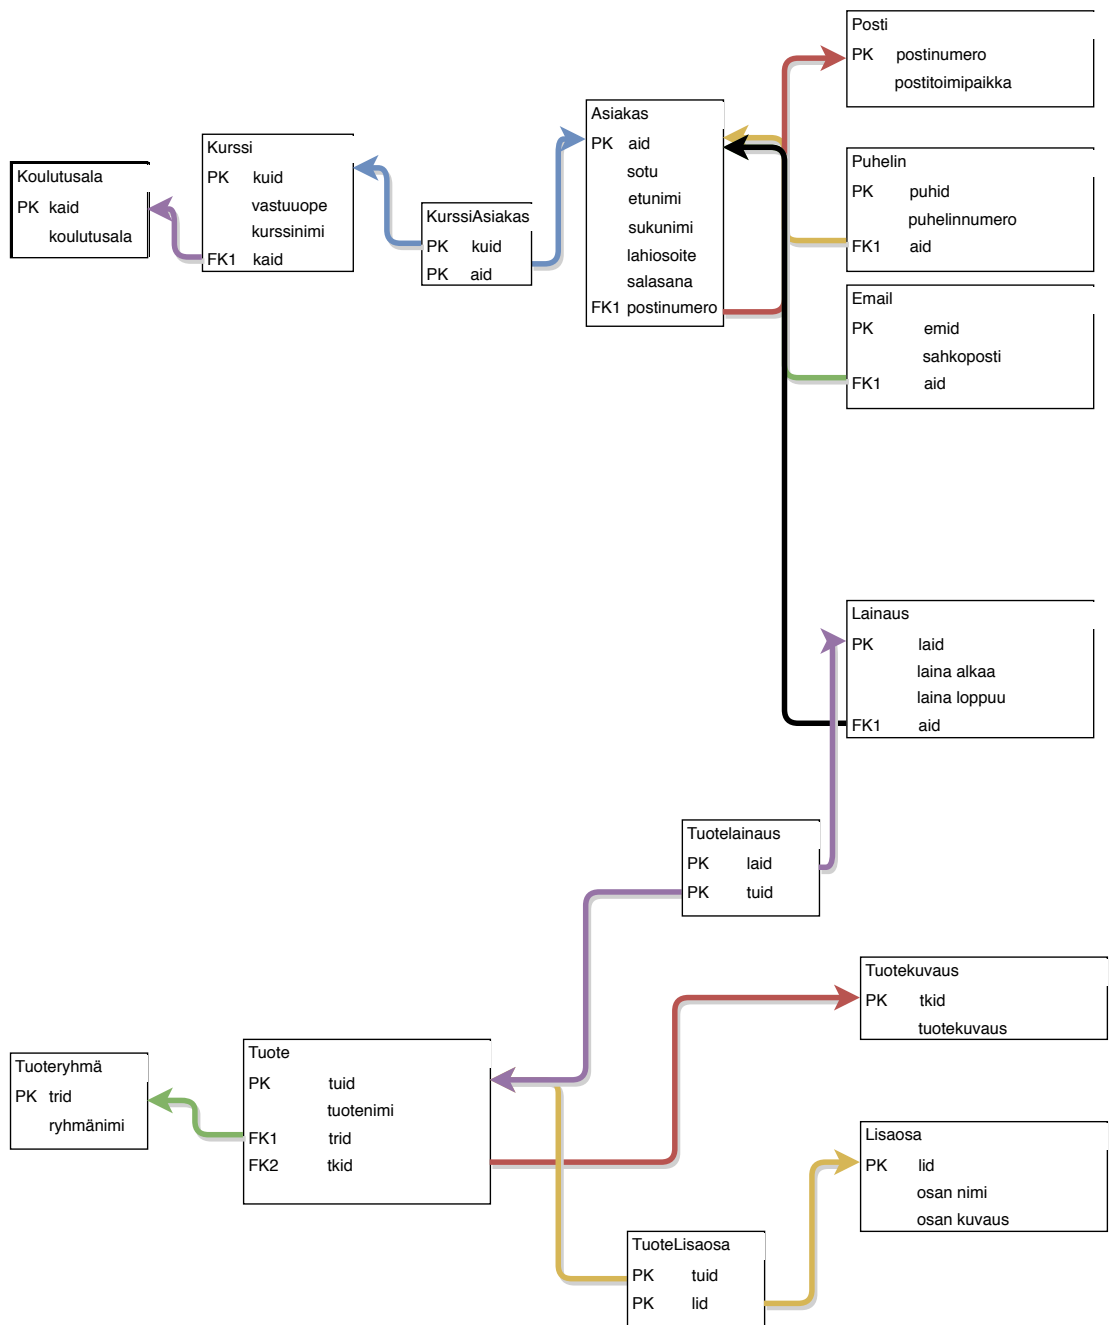 Posti
PK postinumero
postitoimipaikka
Asiakas
PK aid
sotu
etunimi
sukunimi
lahiosoite
salasana
FK1 postinumero
Kurssi
PK kuid
vastuuope
kurssinimi
FK1 kaid
Koulutusala
PK kaid
koulutusala
KurssiAsiakas
PK kuid
PK aid
Puhelin
PK puhid
puhelinnumero
FK1 aid
Email
PK emid
sahkoposti
FK1 aid
Lainaus
PK laid
laina alkaa
laina loppuu
FK1 aid
Tuotelainaus
PK laid
PK tuid
Tuotekuvaus
PK tkid
tuotekuvaus
Tuoteryhmä
PK trid
ryhmänimi
Tuote
PK tuid
tuotenimi
FK1 trid
FK2 tkid
Lisaosa
PK lid
osan nimi
osan kuvaus
TuoteLisaosa
PK tuid
PK lid